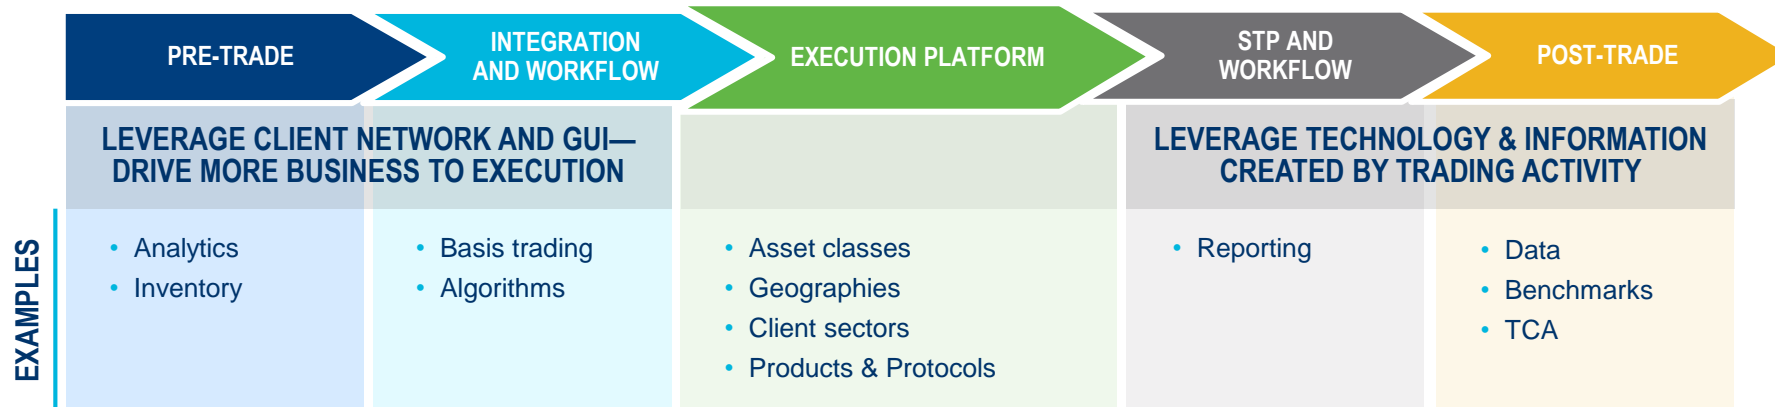 PRE-TRADE
INTEGRATION
AND WORKFLOW
EXECUTION PLATFORM
STP AND
WORKFLOW
POST-TRADE
LEVERAGE CLIENT NETWORK AND GUI—
DRIVE MORE BUSINESS TO EXECUTION
LEVERAGE TECHNOLOGY & INFORMATION
CREATED BY TRADING ACTIVITY
EXAMPLES
• Analytics
• Inventory
• Basis trading
• Algorithms
• Asset classes
• Geographies
• Client sectors
• Products & Protocols
• Reporting
• Data
• Benchmarks
• TCA